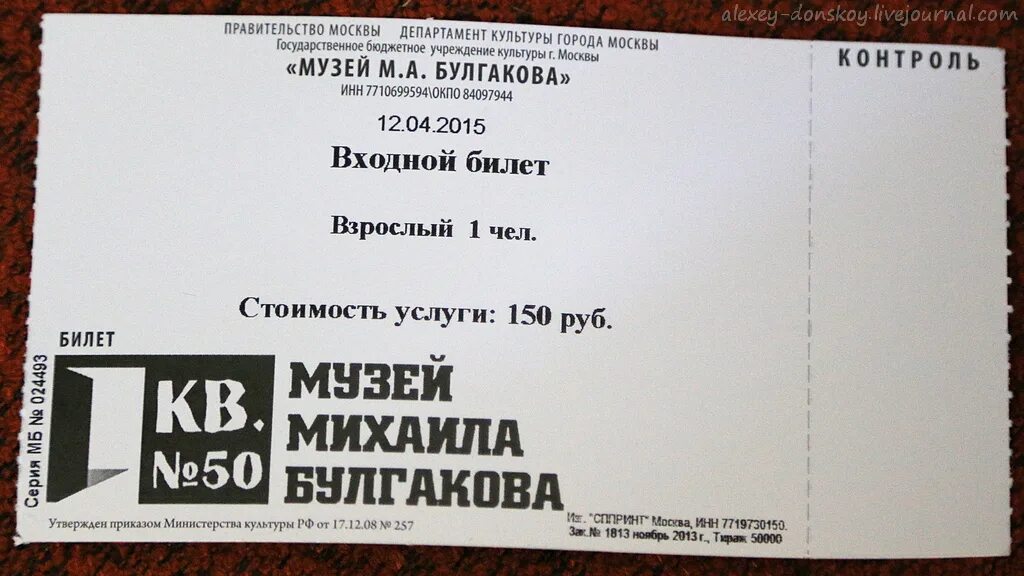 alexey-donskoy.livejournal.com
ПРАВИТЕЛЬСТВО МОСКВЫ ДЕПАРТАМЕНТ КУЛЬТУРЫ ГОРОДА МОСКВЫ
Государственное бюджетное учреждение культуры г. Москвы
«МУЗЕЙ М.А. БУЛГАКОВА»
ИНН 7710699594\ОКПО 84097944
12.04.2015
Входной билет
Взрослый 1 чел.
Стоимость услуги: 150 руб.
КОНТРОЛЬ
БИЛЕТ
Серия МБ № 024493
КВ.
№50
МУЗЕЙ
МИХАИЛА
БУЛГАКОВА
Утвержден приказом Министерства культуры РФ от 17.12.08 № 257
Изг. "СППРИНТ" Москва, ИНН 7719730150.
Зак.№ 1813 ноябрь 2013 г., Тираж 50000